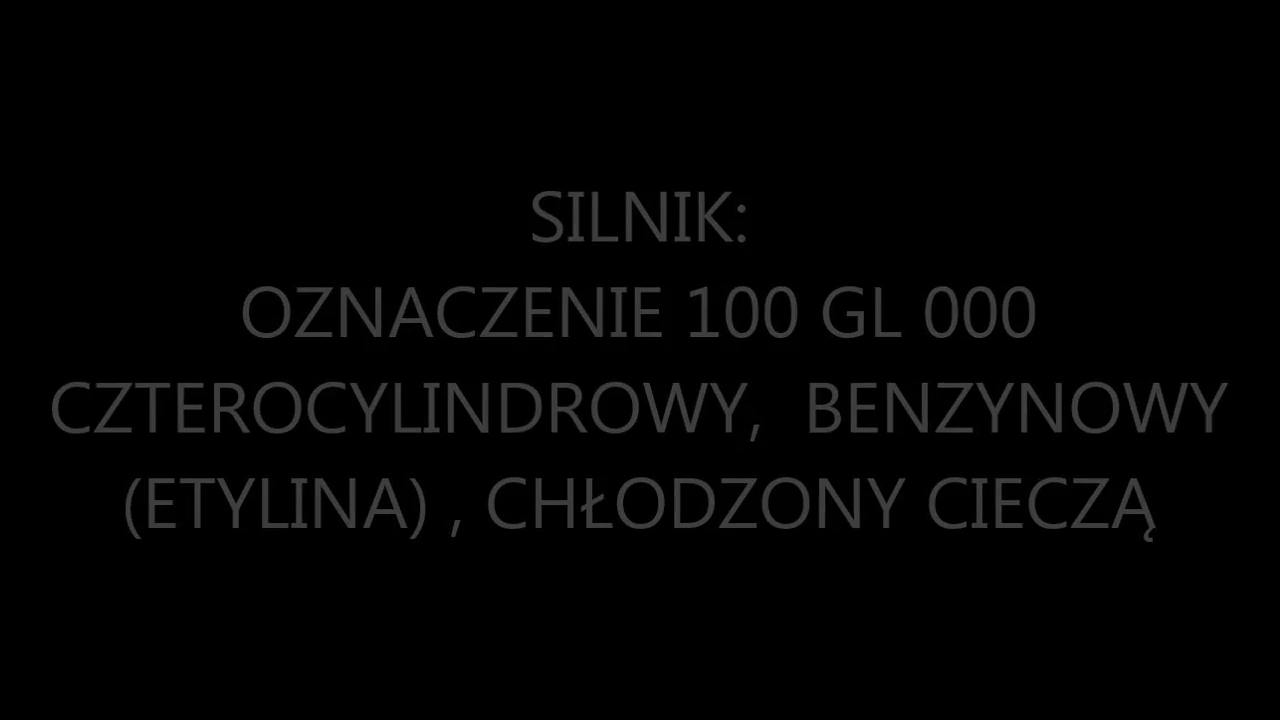 SILNIK:
OZNACZENIE 100 GL 000
CZTEROCYLINDROWY, BENZYNOWY
(ETYLINA) , CHŁODZONY CIECZĄ